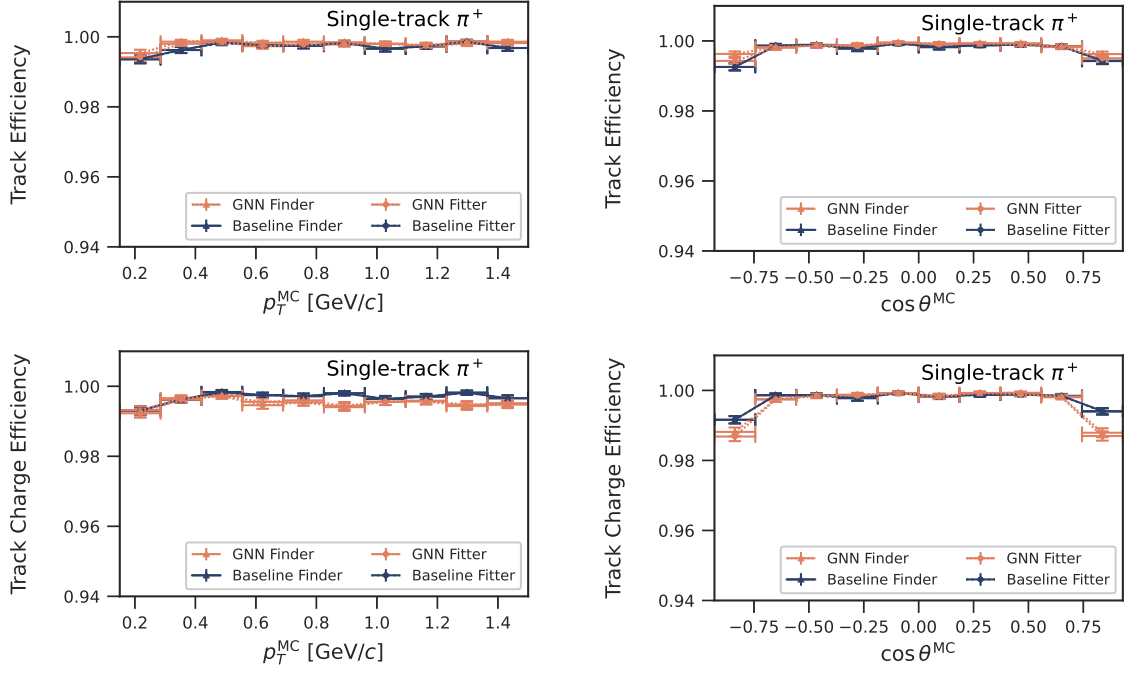 Single-track π⁺
Track Efficiency
1.00
0.98
0.96
0.94
GNN Finder
GNN Fitter
Baseline Finder
Baseline Fitter
0.2 0.4 0.6 0.8 1.0 1.2 1.4
p_T^MC [GeV/c]
Single-track π⁺
Track Efficiency
1.00
0.98
0.96
0.94
GNN Finder
GNN Fitter
Baseline Finder
Baseline Fitter
−0.75 −0.50 −0.25 0.00 0.25 0.50 0.75
cos θ^MC
Single-track π⁺
Track Charge Efficiency
1.00
0.98
0.96
0.94
GNN Finder
GNN Fitter
Baseline Finder
Baseline Fitter
0.2 0.4 0.6 0.8 1.0 1.2 1.4
p_T^MC [GeV/c]
Single-track π⁺
Track Charge Efficiency
1.00
0.98
0.96
0.94
GNN Finder
GNN Fitter
Baseline Finder
Baseline Fitter
−0.75 −0.50 −0.25 0.00 0.25 0.50 0.75
cos θ^MC